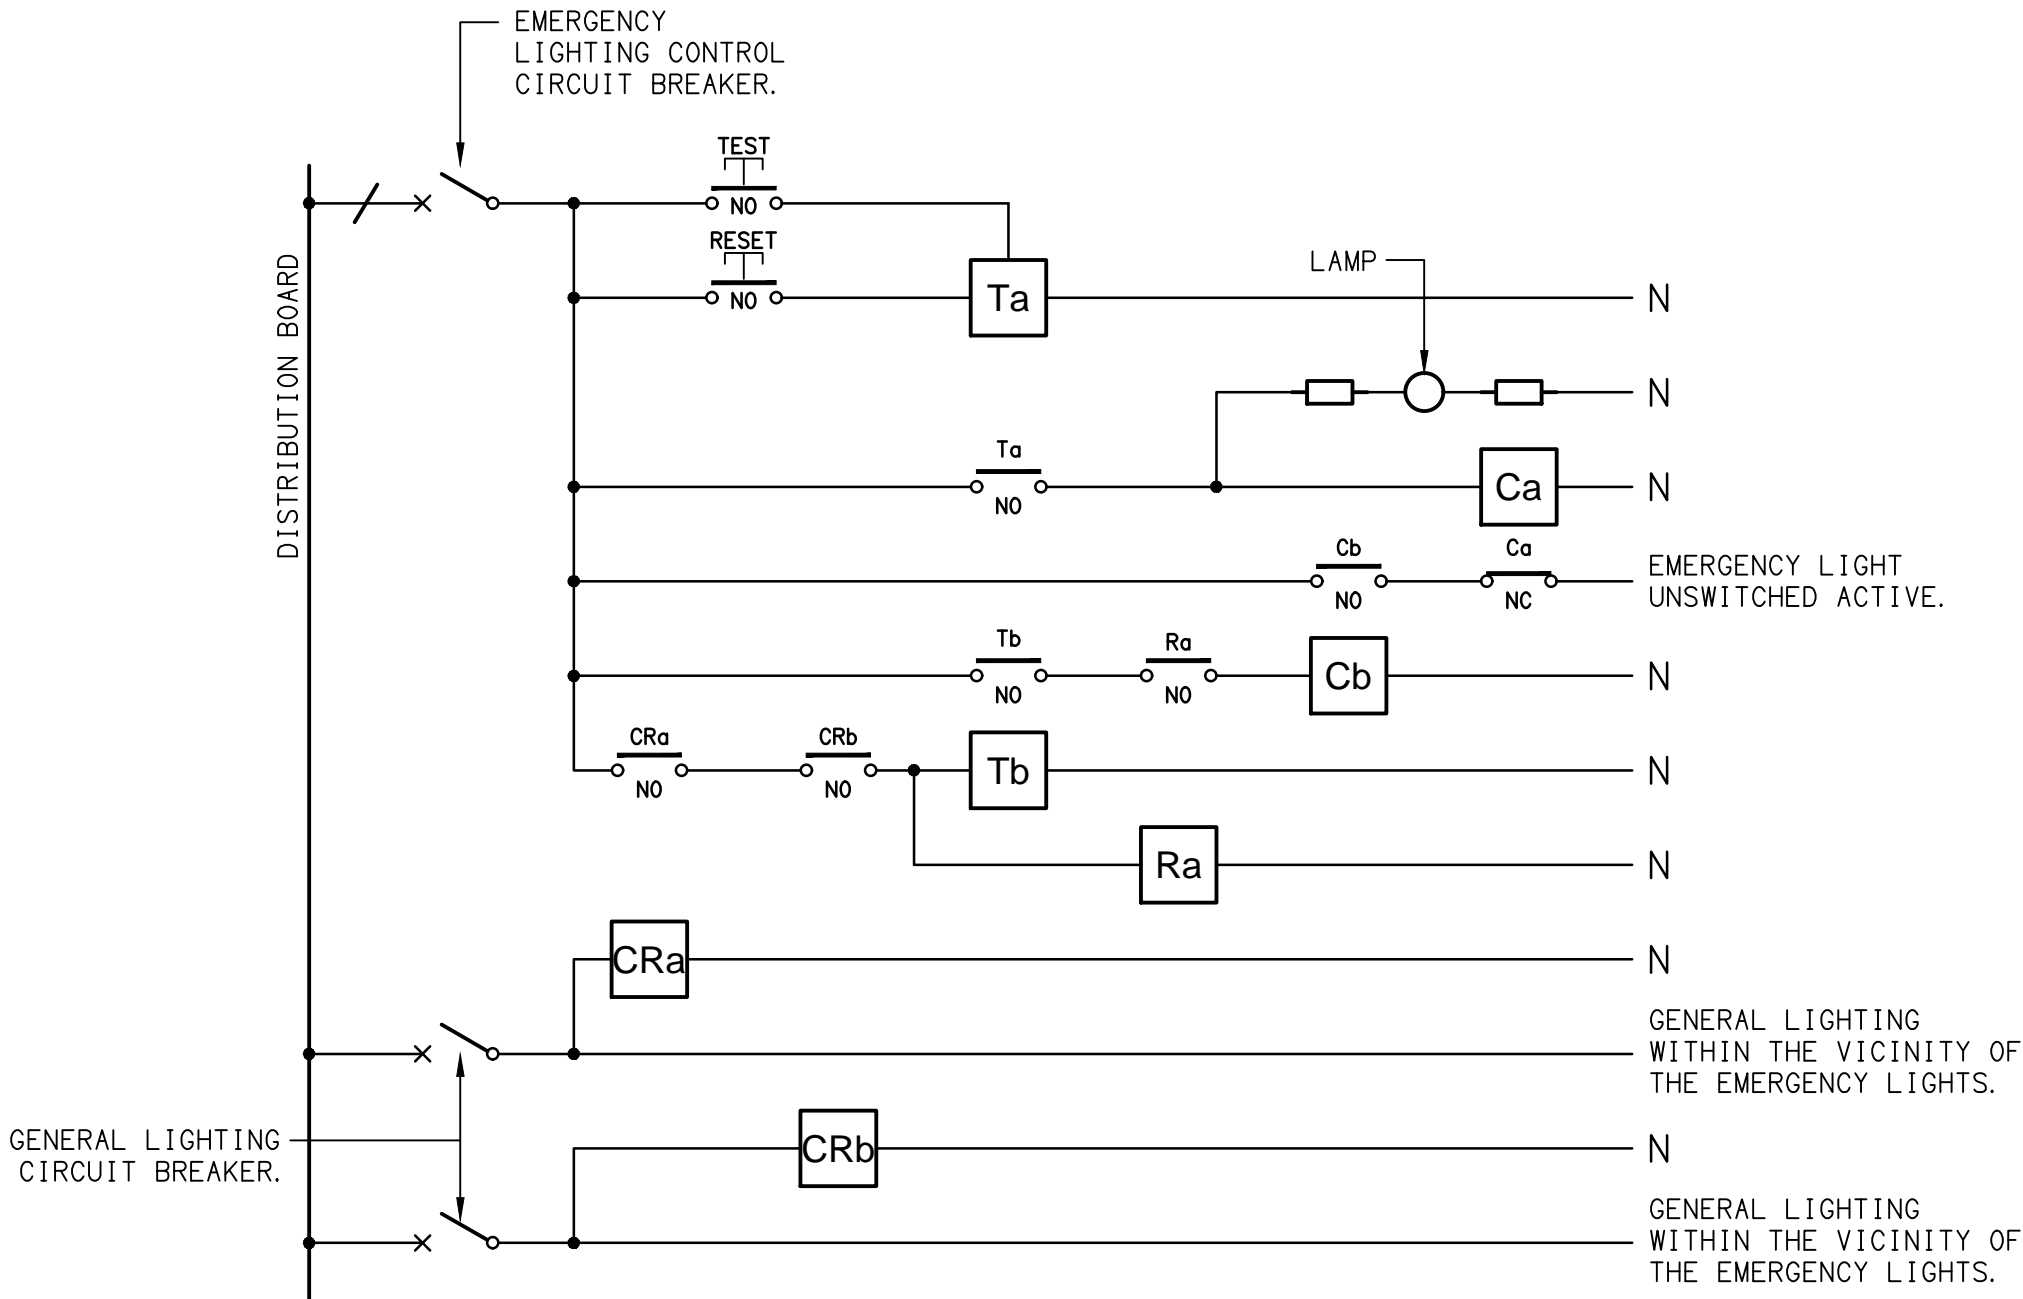 EMERGENCY
LIGHTING CONTROL
CIRCUIT BREAKER.
TEST
NO
RESET
NO
Ta
N
LAMP
N
DISTRIBUTION BOARD
Ta
NO
Ca
N
Cb
NO
Ca
NC
EMERGENCY LIGHT
UNSWITCHED ACTIVE.
Tb
NO
Ra
NO
Cb
N
CRa
NO
CRb
NO
Tb
N
Ra
N
CRa
N
GENERAL LIGHTING
WITHIN THE VICINITY OF
THE EMERGENCY LIGHTS.
GENERAL LIGHTING
CIRCUIT BREAKER.
CRb
N
GENERAL LIGHTING
WITHIN THE VICINITY OF
THE EMERGENCY LIGHTS.